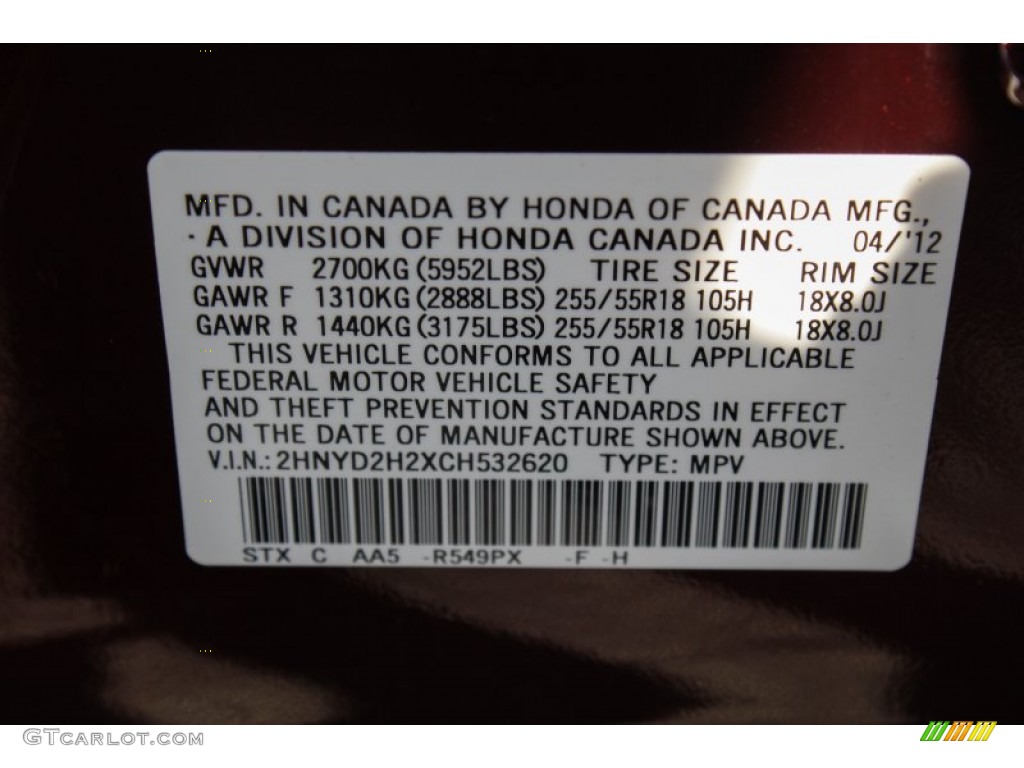 MFD. IN CANADA BY HONDA OF CANADA MFG.,
· A DIVISION OF HONDA CANADA INC. 04/'12
GVWR 2700KG (5952LBS) TIRE SIZE RIM SIZE
GAWR F 1310KG (2888LBS) 255/55R18 105H 18X8.0J
GAWR R 1440KG (3175LBS) 255/55R18 105H 18X8.0J
THIS VEHICLE CONFORMS TO ALL APPLICABLE
FEDERAL MOTOR VEHICLE SAFETY
AND THEFT PREVENTION STANDARDS IN EFFECT
ON THE DATE OF MANUFACTURE SHOWN ABOVE.
V.I.N.: 2HNYD2H2XCH532620 TYPE: MPV
STX C AA5 -R549PX -F -H
GTCARLOT.COM